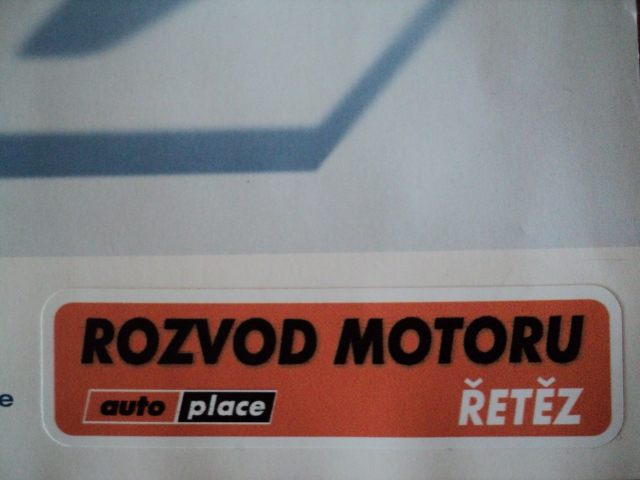 ROZVOD MOTORU
auto place
ŘETĚZ
e